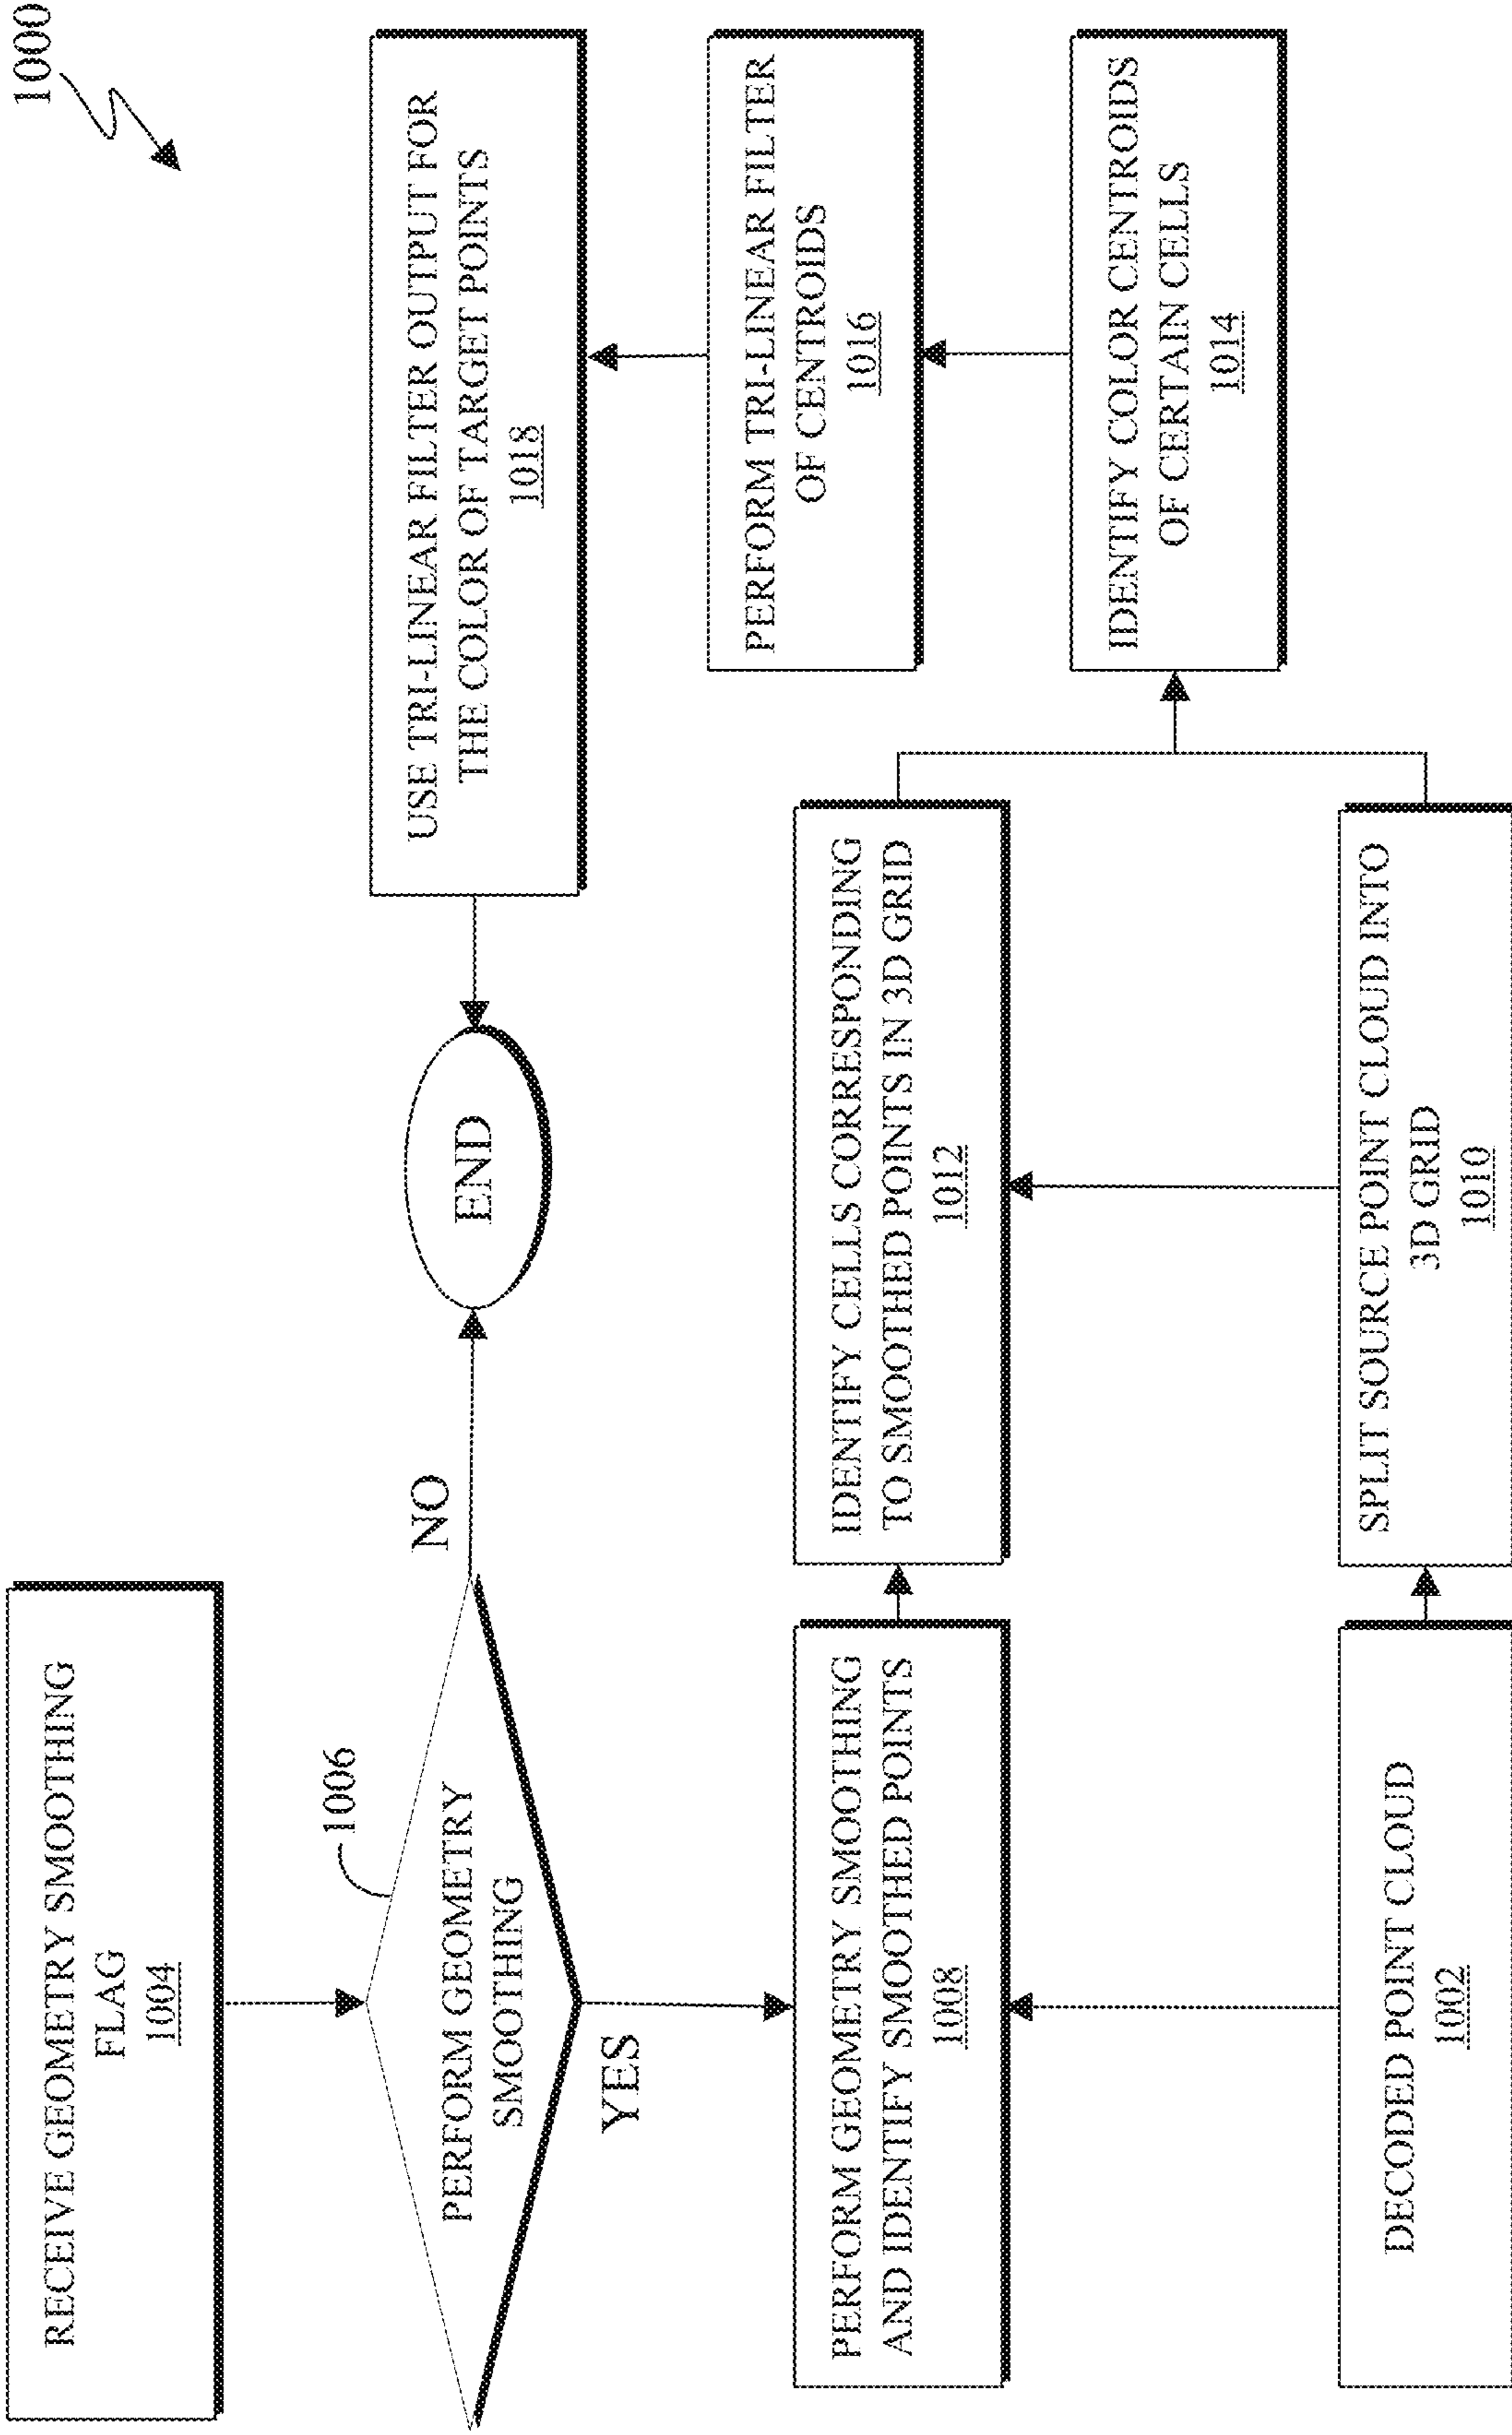 1000
RECEIVE GEOMETRY SMOOTHING
FLAG
1004
1006
PERFORM GEOMETRY
SMOOTHING
NO
YES
END
USE TRI-LINEAR FILTER OUTPUT FOR
THE COLOR OF TARGET POINTS
1018
PERFORM GEOMETRY SMOOTHING
AND IDENTIFY SMOOTHED POINTS
1008
IDENTIFY CELLS CORRESPONDING
TO SMOOTHED POINTS IN 3D GRID
1012
PERFORM TRI-LINEAR FILTER
OF CENTROIDS
1016
DECODED POINT CLOUD
1002
SPLIT SOURCE POINT CLOUD INTO
3D GRID
1010
IDENTIFY COLOR CENTROIDS
OF CERTAIN CELLS
1014